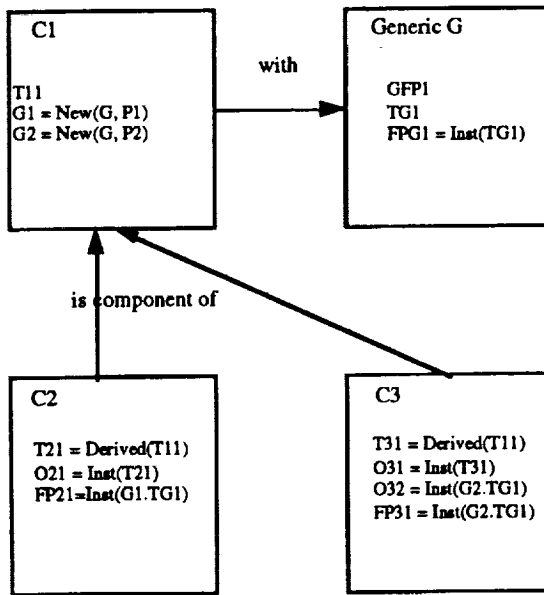 C1
T11
G1 = New(G, P1)
G2 = New(G, P2)
with
Generic G
GFP1
TG1
FPG1 = Inst(TG1)
is component of
C2
T21 = Derived(T11)
O21 = Inst(T21)
FP21=Inst(G1.TG1)
C3
T31 = Derived(T11)
O31 = Inst(T31)
O32 = Inst(G2.TG1)
FP31 = Inst(G2.TG1)